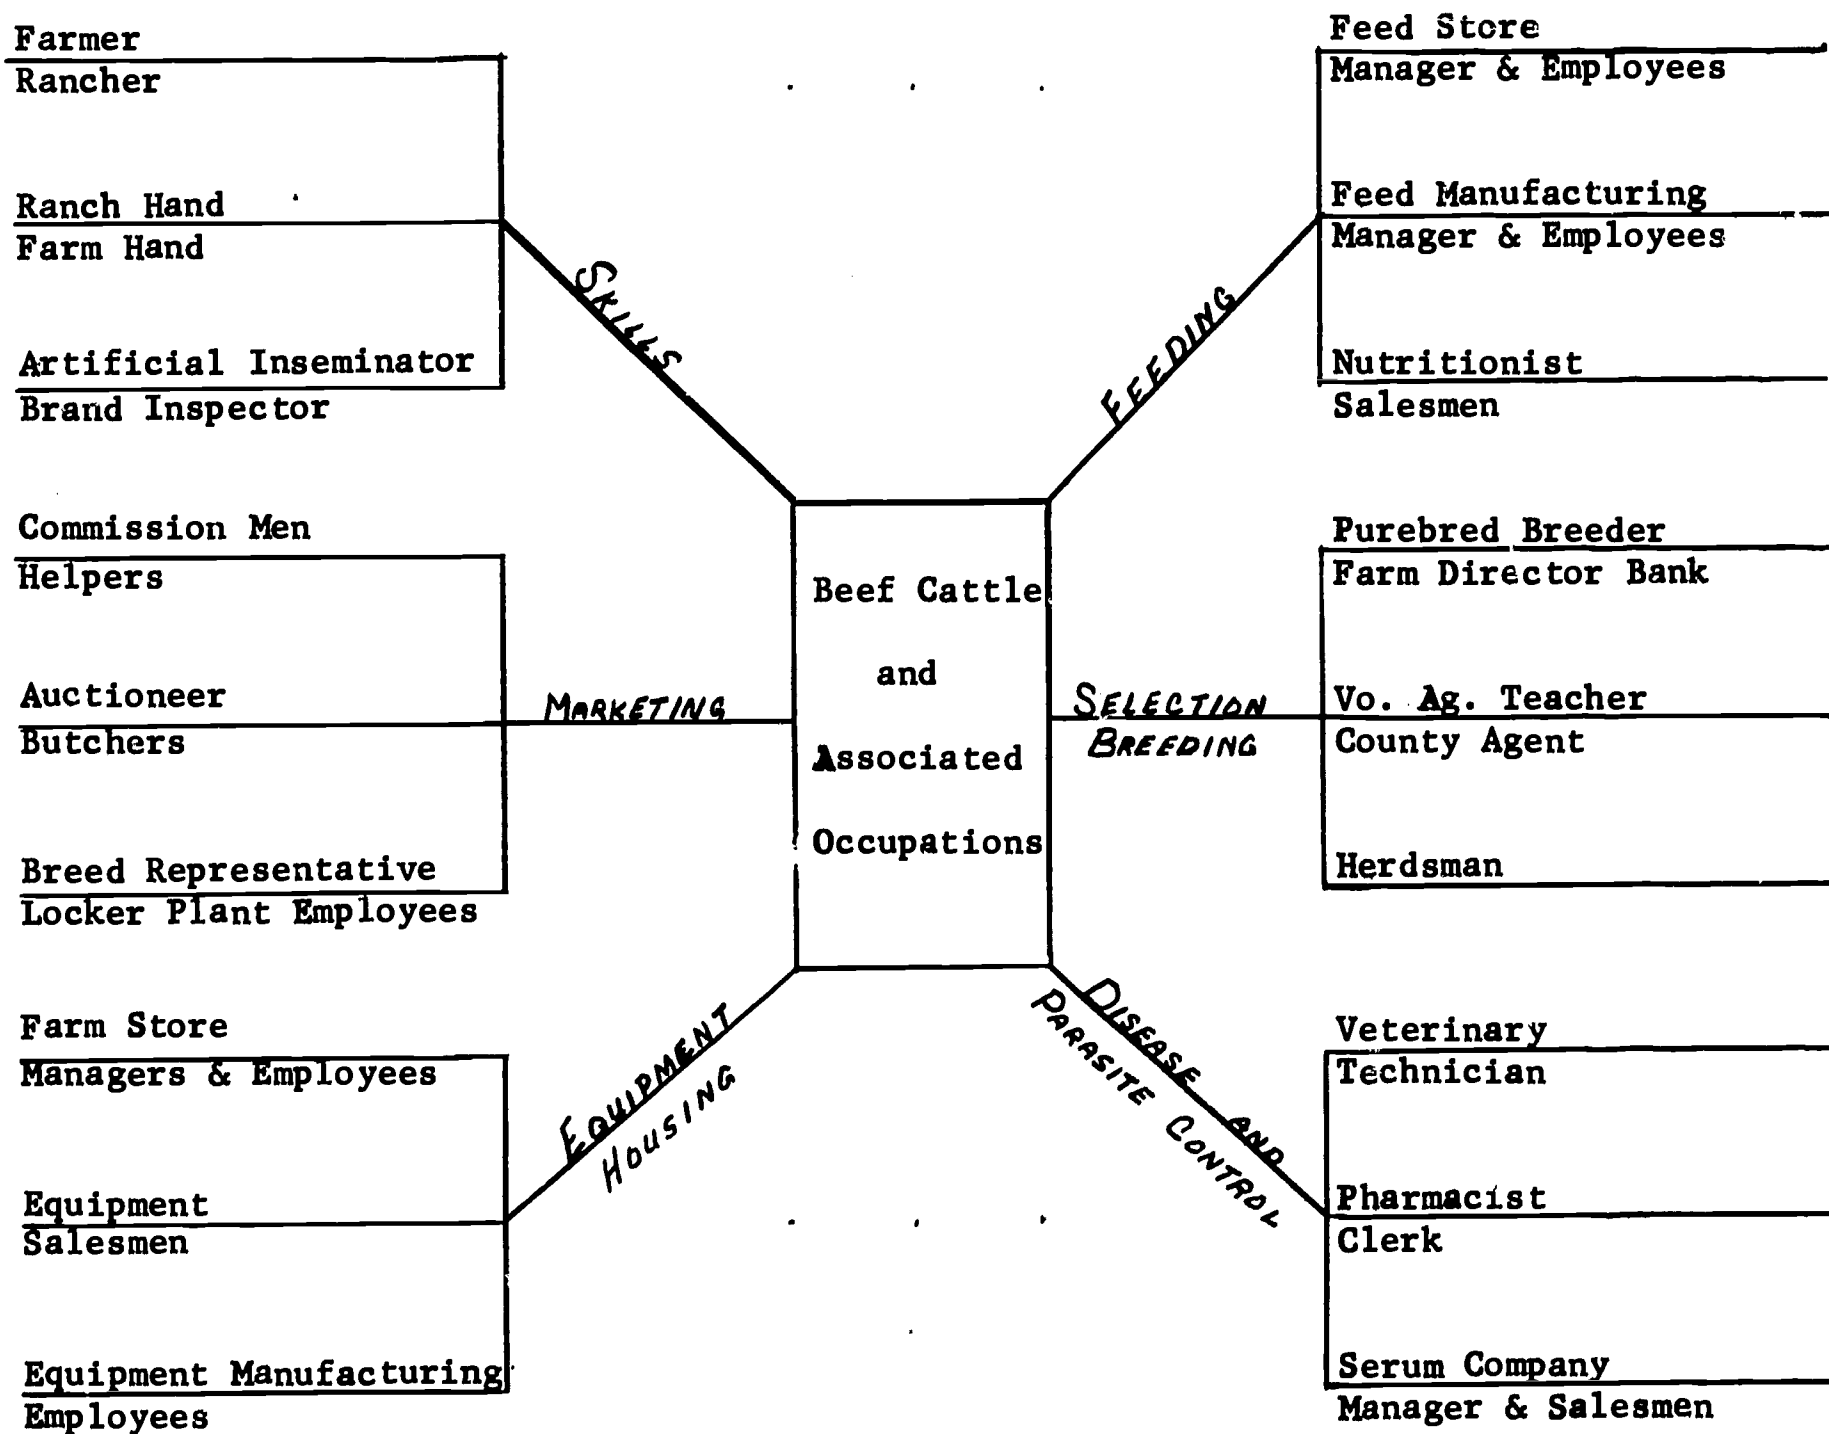 Farmer
Rancher
Ranch Hand
Farm Hand
Artificial Inseminator
Brand Inspector
SKILLS
Commission Men
Helpers
Auctioneer
Butchers
Breed Representative
Locker Plant Employees
MARKETING
Farm Store
Managers & Employees
Equipment
Salesmen
Equipment Manufacturing
Employees
EQUIPMENT
HOUSING
Beef Cattle
and
Associated
Occupations
FEEDING
Feed Store
Manager & Employees
Feed Manufacturing
Manager & Employees
Nutritionist
Salesmen
SELECTION
BREEDING
Purebred Breeder
Farm Director Bank
Vo. Ag. Teacher
County Agent
Herdsman
DISEASE AND
PARASITE CONTROL
Veterinary
Technician
Pharmacist
Clerk
Serum Company
Manager & Salesmen